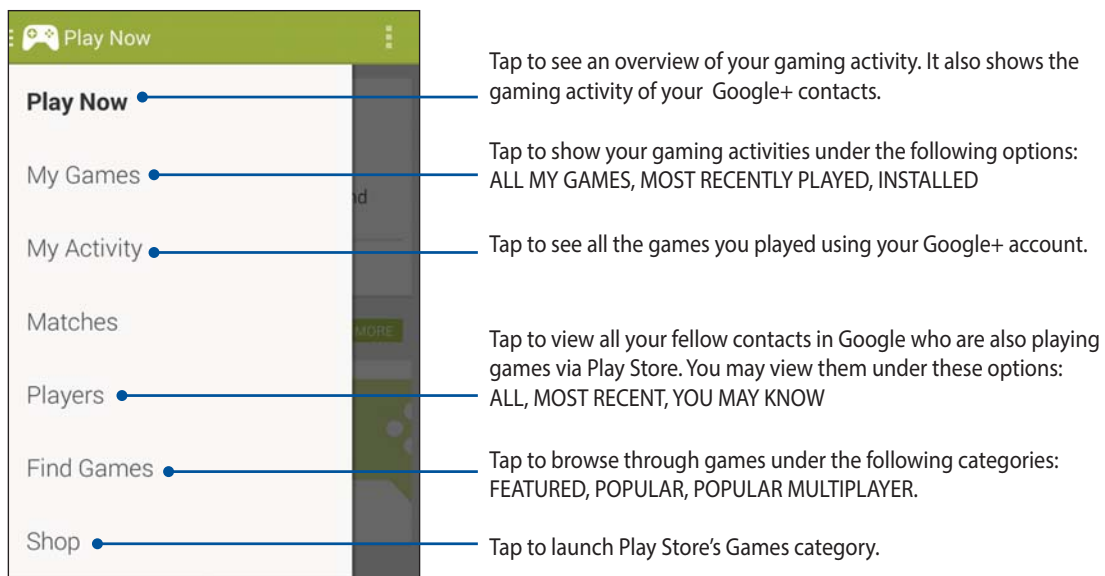 Play Now
Play Now
My Games
My Activity
Matches
Players
Find Games
Shop
nd
MORE
Tap to see an overview of your gaming activity. It also shows the
gaming activity of your Google+ contacts.
Tap to show your gaming activities under the following options:
ALL MY GAMES, MOST RECENTLY PLAYED, INSTALLED
Tap to see all the games you played using your Google+ account.
Tap to view all your fellow contacts in Google who are also playing
games via Play Store. You may view them under these options:
ALL, MOST RECENT, YOU MAY KNOW
Tap to browse through games under the following categories:
FEATURED, POPULAR, POPULAR MULTIPLAYER.
Tap to launch Play Store's Games category.